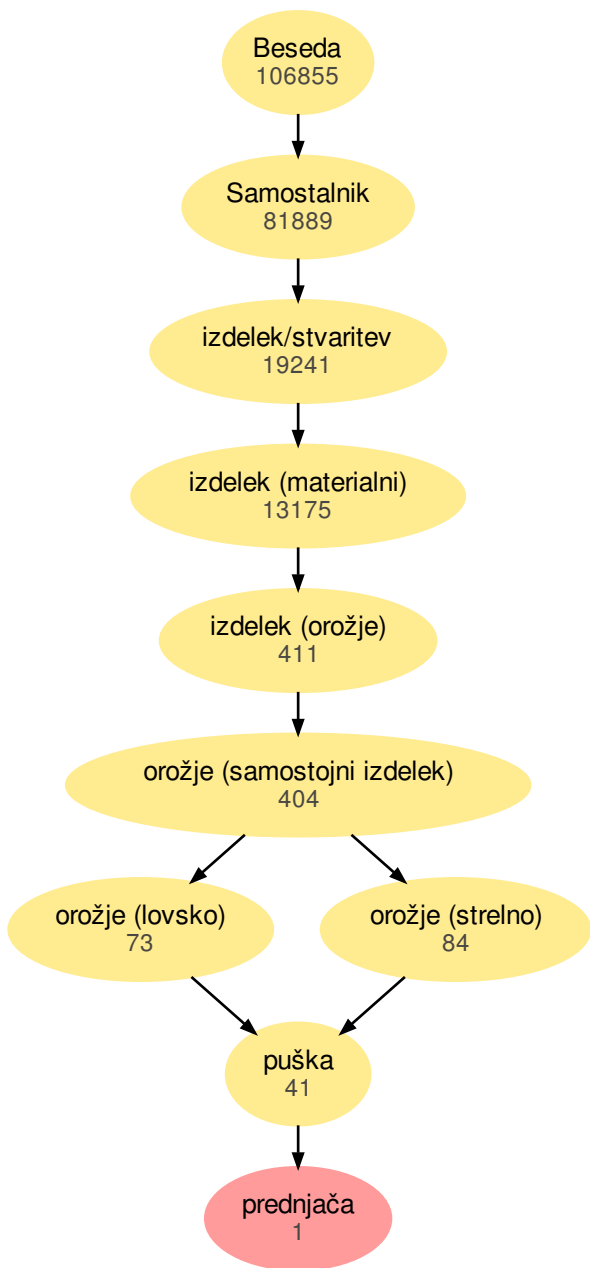 Beseda
106855
Samostalnik
81889
izdelek/stvaritev
19241
izdelek (materialni)
13175
izdelek (orožje)
411
orožje (samostojni izdelek)
404
orožje (lovsko)
73
orožje (strelno)
84
puška
41
prednjača
1